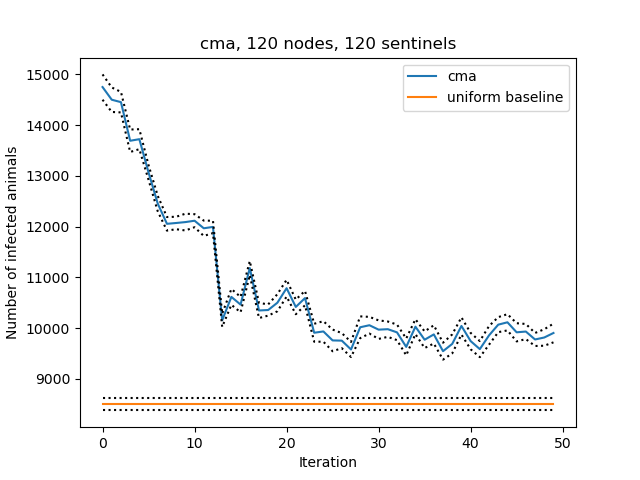 cma, 120 nodes, 120 sentinels
cma
uniform baseline
Number of infected animals
15000
14000
13000
12000
11000
10000
9000
0 10 20 30 40 50
Iteration